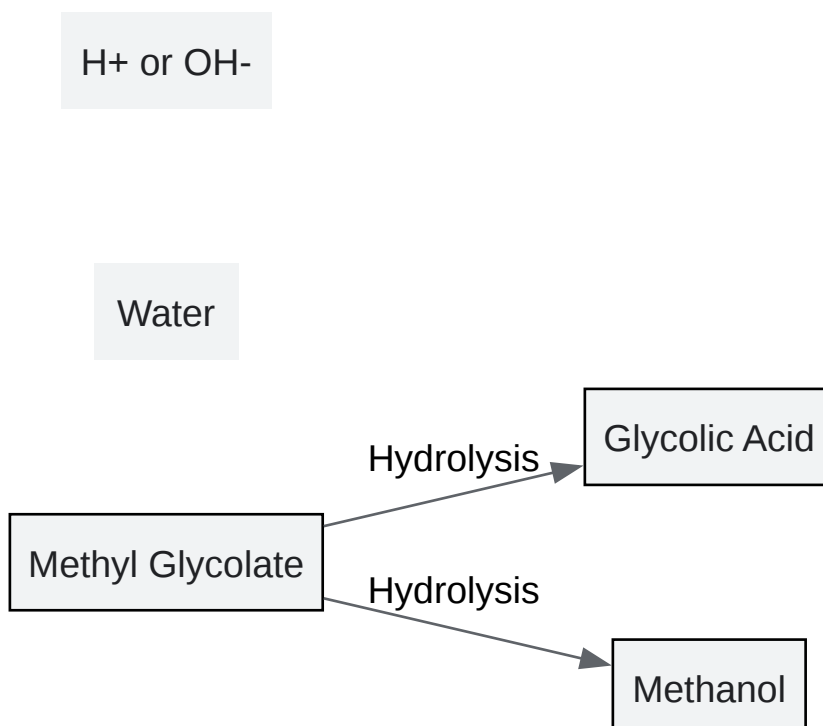 H+ or OH-
Water
Glycolic Acid
Hydrolysis
Methyl Glycolate
Hydrolysis
Methanol